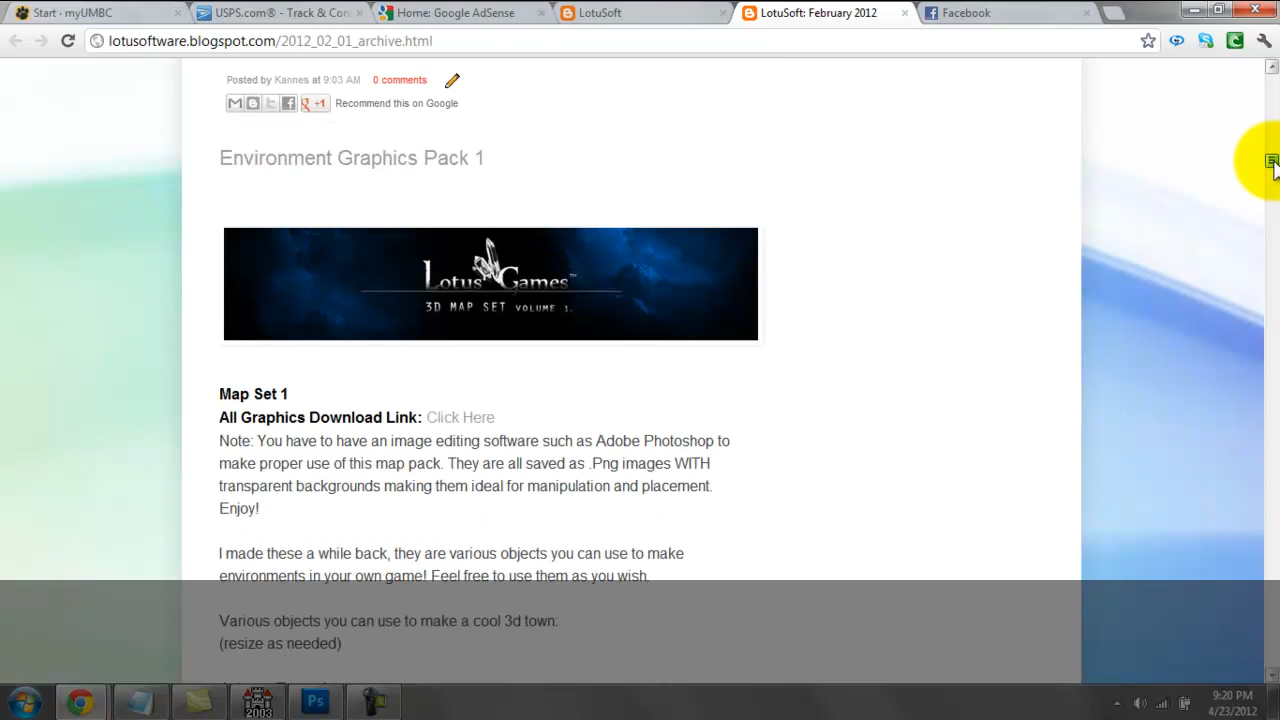 Start · myUMBC
USPS.com® - Track & Con
Home: Google AdSense
LotuSoft
LotuSoft: February 2012
Facebook
lotusoftware.blogspot.com/2012_02_01_archive.html
Posted by Kannes at 9:03 AM 0 comments
+1 Recommend this on Google
Environment Graphics Pack 1
Lotus Games™
3D MAP SET VOLUME 1.
Map Set 1
All Graphics Download Link: Click Here
Note: You have to have an image editing software such as Adobe Photoshop to
make proper use of this map pack. They are all saved as .Png images WITH
transparent backgrounds making them ideal for manipulation and placement.
Enjoy!
I made these a while back, they are various objects you can use to make
environments in your own game! Feel free to use them as you wish.
Various objects you can use to make a cool 3d town:
(resize as needed)
2003
Ps
9:20 PM
4/23/2012